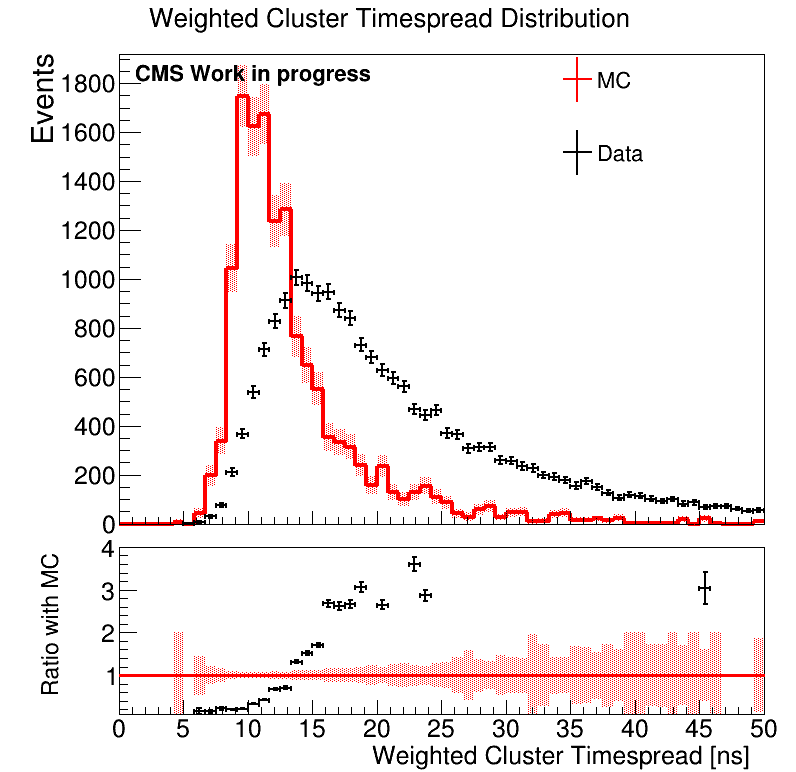 Weighted Cluster Timespread Distribution
Events
CMS Work in progress
MC
Data
1800
1600
1400
1200
1000
800
600
400
200
0
Ratio with MC
4
3
2
1
0 5 10 15 20 25 30 35 40 45 50
Weighted Cluster Timespread [ns]